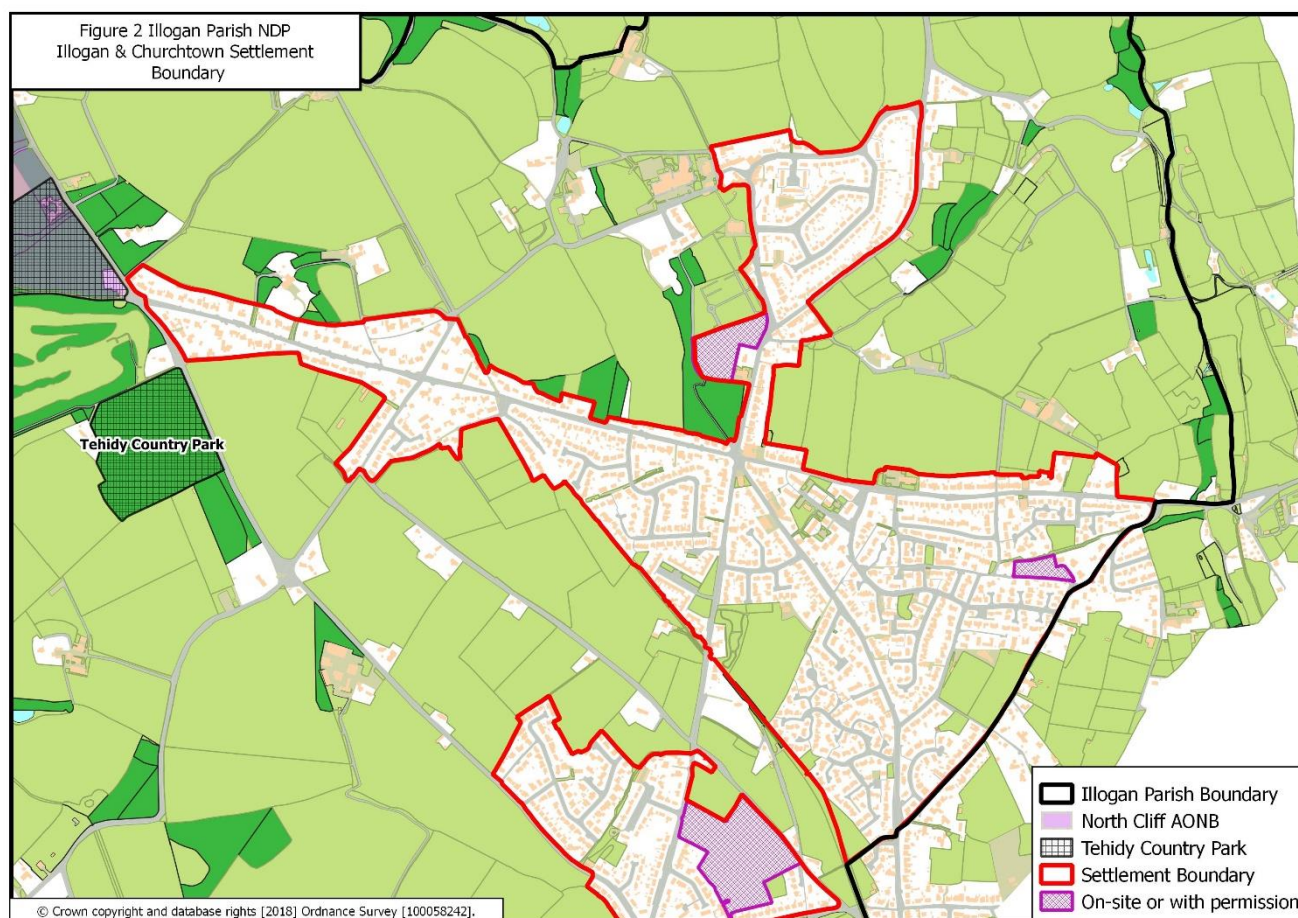 Figure 2 Illogan Parish NDP
Illogan & Churchtown Settlement
Boundary
Tehidy Country Park
Illogan Parish Boundary
North Cliff AONB
Tehidy Country Park
Settlement Boundary
On-site or with permission
© Crown copyright and database rights [2018] Ordnance Survey [100058242].